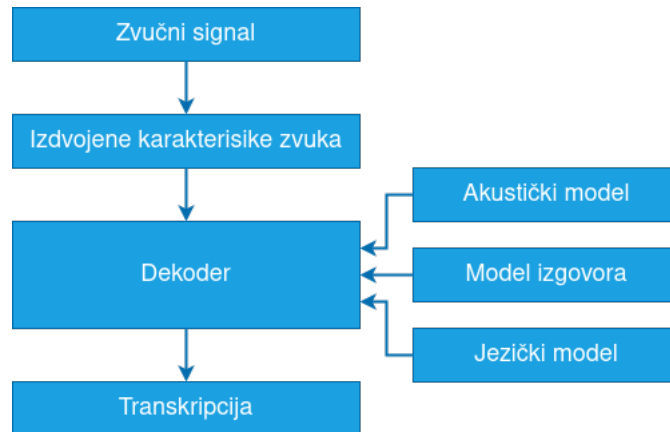 Zvučni signal
Izdvojene karakterisike zvuka
Akustički model
Dekoder
Model izgovora
Jezički model
Transkripcija